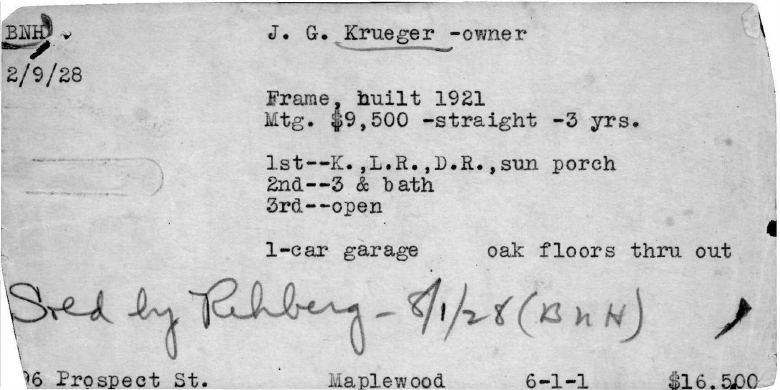 BNH
J. G. Krueger -owner
2/9/28
Frame, huilt 1921
Mtg. $9,500 -straight -3 yrs.
1st--K.,L.R.,D.R.,sun porch
2nd--3 & bath
3rd--open
1-car garage oak floors thru out
by Rehberg - 8/1/28 (BNH)
96 Prospect St. Maplewood 6-1-1 $16.500